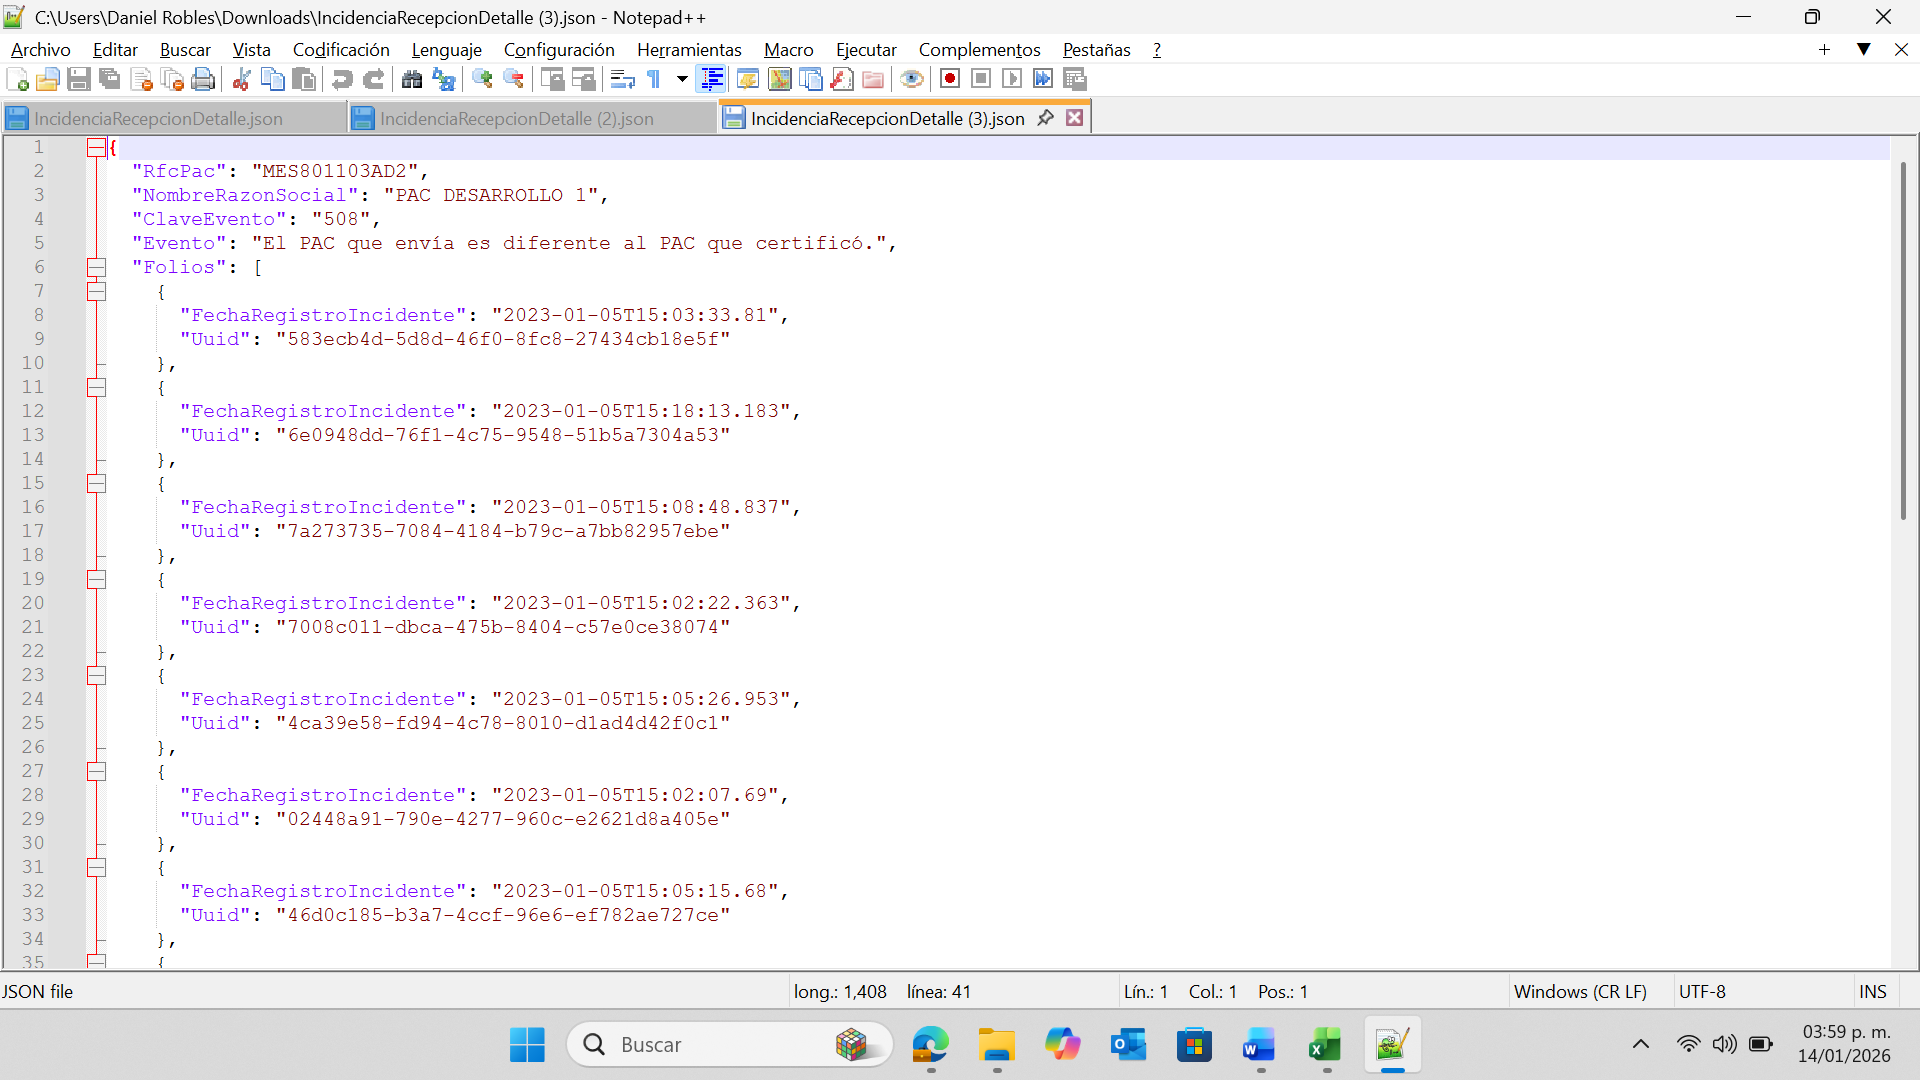 C:\Users\Daniel Robles\Downloads\IncidenciaRecepcionDetalle (3).json - Notepad++
Archivo Editar Buscar Vista Codificación Lenguaje Configuración Herramientas Macro Ejecutar Complementos Pestañas ?
IncidenciaRecepcionDetalle.json IncidenciaRecepcionDetalle (2).json IncidenciaRecepcionDetalle (3).json
1 {
2 "RfcPac": "MES801103AD2",
3 "NombreRazonSocial": "PAC DESARROLLO 1",
4 "ClaveEvento": "508",
5 "Evento": "El PAC que envía es diferente al PAC que certificó.",
6 "Folios": [
7 {
8 "FechaRegistroIncidente": "2023-01-05T15:03:33.81",
9 "Uuid": "583ecb4d-5d8d-46f0-8fc8-27434cb18e5f"
10 },
11 {
12 "FechaRegistroIncidente": "2023-01-05T15:18:13.183",
13 "Uuid": "6e0948dd-76f1-4c75-9548-51b5a7304a53"
14 },
15 {
16 "FechaRegistroIncidente": "2023-01-05T15:08:48.837",
17 "Uuid": "7a273735-7084-4184-b79c-a7bb82957ebe"
18 },
19 {
20 "FechaRegistroIncidente": "2023-01-05T15:02:22.363",
21 "Uuid": "7008c011-dbca-475b-8404-c57e0ce38074"
22 },
23 {
24 "FechaRegistroIncidente": "2023-01-05T15:05:26.953",
25 "Uuid": "4ca39e58-fd94-4c78-8010-d1ad4d42f0c1"
26 },
27 {
28 "FechaRegistroIncidente": "2023-01-05T15:02:07.69",
29 "Uuid": "02448a91-790e-4277-960c-e2621d8a405e"
30 },
31 {
32 "FechaRegistroIncidente": "2023-01-05T15:05:15.68",
33 "Uuid": "46d0c185-b3a7-4ccf-96e6-ef782ae727ce"
34 },
35 {
JSON file long.: 1,408 línea: 41 Lín.: 1 Col.: 1 Pos.: 1 Windows (CR LF) UTF-8 INS
Buscar
03:59 p. m.
14/01/2026